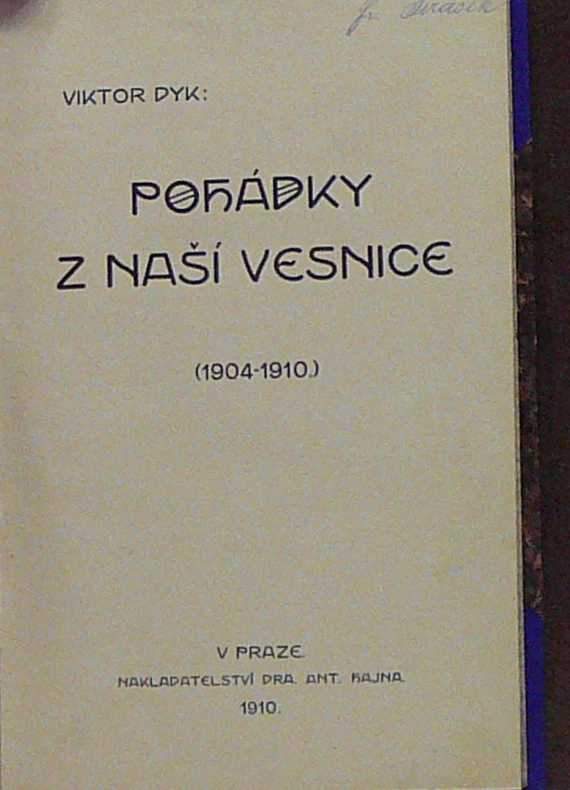 VIKTOR DYK:
POHÁDKY
Z NAŠÍ VESNICE
(1904-1910.)
V PRAZE.
NAKLADATELSTVÍ DRA. ANT. HAJNA.
1910.